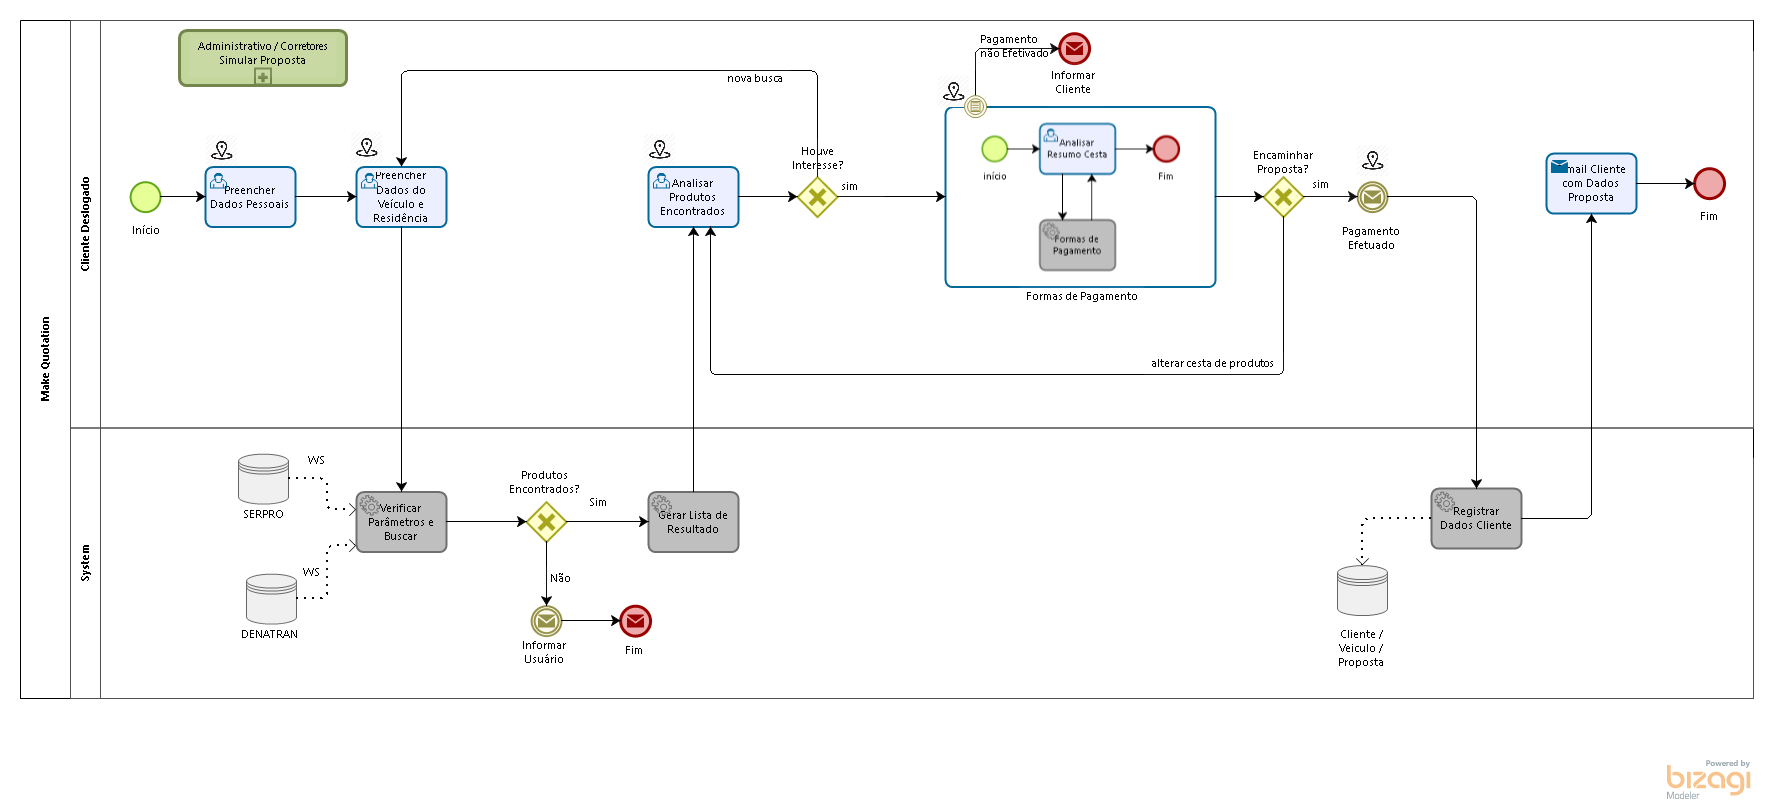 Make Quotation
Cliente Deslogado
System
Administrativo / Corretores
Simular Proposta
Início
Preencher
Dados Pessoais
Preencher
Dados do
Veículo e
Residência
nova busca
Analisar
Produtos
Encontrados
Houve
Interesse?
sim
Pagamento
não Efetivado
Informar
Cliente
início
Analisar
Resumo Cesta
Fim
Formas de
Pagamento
Formas de Pagamento
Encaminhar
Proposta?
sim
Pagamento
Efetuado
alterar cesta de produtos
mail Cliente
com Dados
Proposta
Fim
WS
SERPRO
WS
DENATRAN
Verificar
Parâmetros e
Buscar
Produtos
Encontrados?
Sim
Não
Gerar Lista de
Resultado
Informar
Usuário
Fim
Registrar
Dados Cliente
Cliente /
Veiculo /
Proposta
Powered by
bizagi
Modeler